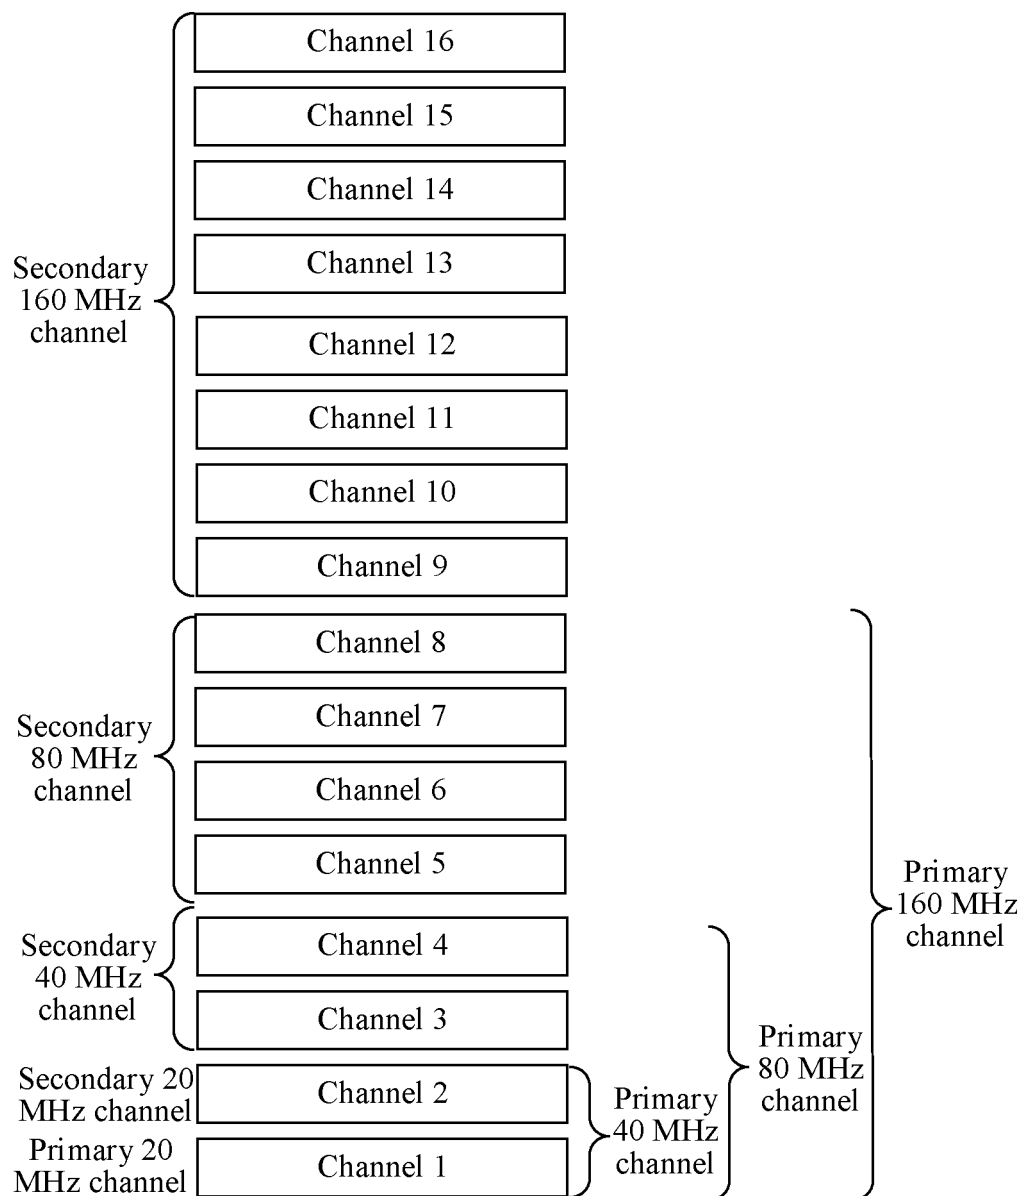 Channel 16
Channel 15
Channel 14
Channel 13
Secondary
160 MHz
channel
Channel 12
Channel 11
Channel 10
Channel 9
Channel 8
Channel 7
Secondary
80 MHz
channel
Channel 6
Channel 5
Primary
160 MHz
channel
Channel 4
Secondary
40 MHz
channel
Channel 3
Primary
80 MHz
channel
Secondary 20
MHz channel
Channel 2
Primary
40 MHz
channel
Primary 20
MHz channel
Channel 1